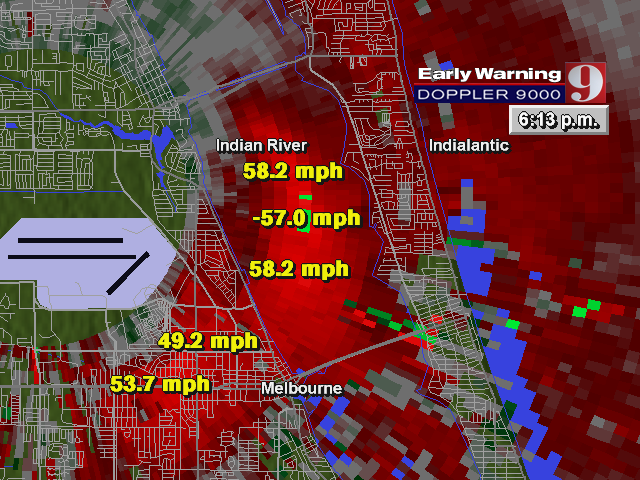 Early Warning 9
DOPPLER 9000
6:13 p.m.
Indian River
Indialantic
58.2 mph
-57.0 mph
58.2 mph
49.2 mph
53.7 mph
Melbourne